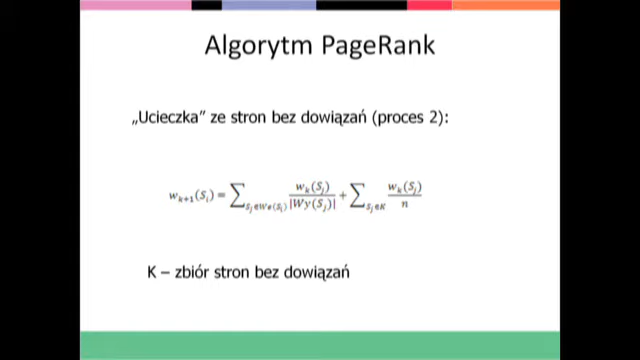 Algorytm PageRank
„Ucieczka” ze stron bez dowiązań (proces 2):
w_{k+1}(S_i) = ∑_{S_j∈We(S_i)} w_k(S_j)/|Wy(S_j)| + ∑_{S_j∈K} w_k(S_j)/n
K – zbiór stron bez dowiązań